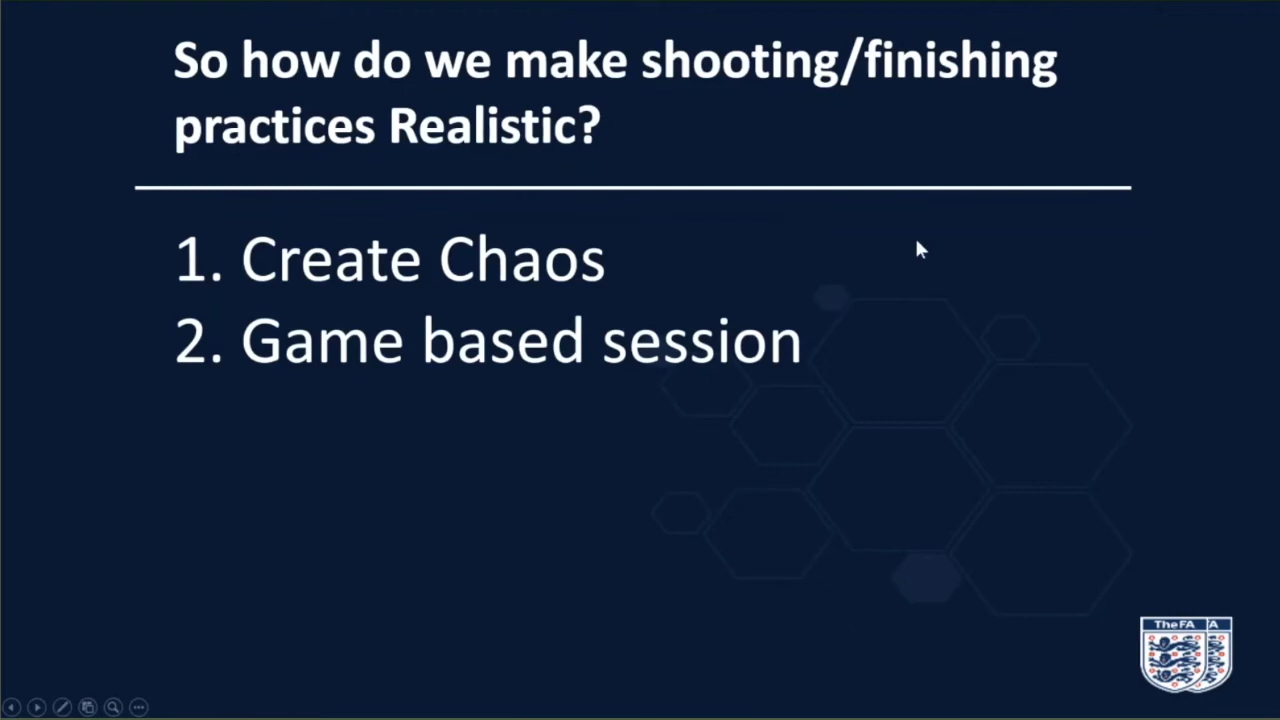 So how do we make shooting/finishing
practices Realistic?
1. Create Chaos
2. Game based session
The FA A